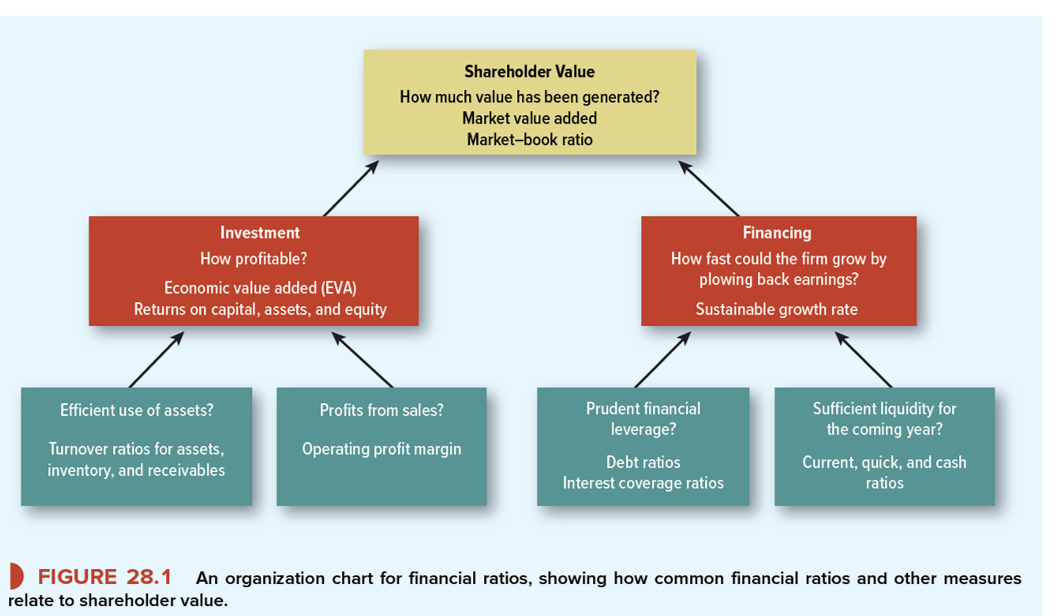 Shareholder Value
How much value has been generated?
Market value added
Market–book ratio
Investment
How profitable?
Economic value added (EVA)
Returns on capital, assets, and equity
Financing
How fast could the firm grow by
plowing back earnings?
Sustainable growth rate
Efficient use of assets?
Turnover ratios for assets,
inventory, and receivables
Profits from sales?
Operating profit margin
Prudent financial
leverage?
Debt ratios
Interest coverage ratios
Sufficient liquidity for
the coming year?
Current, quick, and cash
ratios
FIGURE 28.1 An organization chart for financial ratios, showing how common financial ratios and other measures
relate to shareholder value.